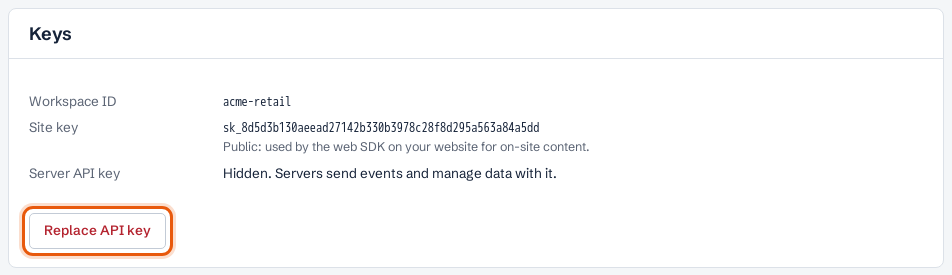 Keys
Workspace ID acme-retail
Site key sk_8d5d3b130aeead27142b330b3978c28f8d295a563a84a5dd
Public: used by the web SDK on your website for on-site content.
Server API key Hidden. Servers send events and manage data with it.
Replace API key